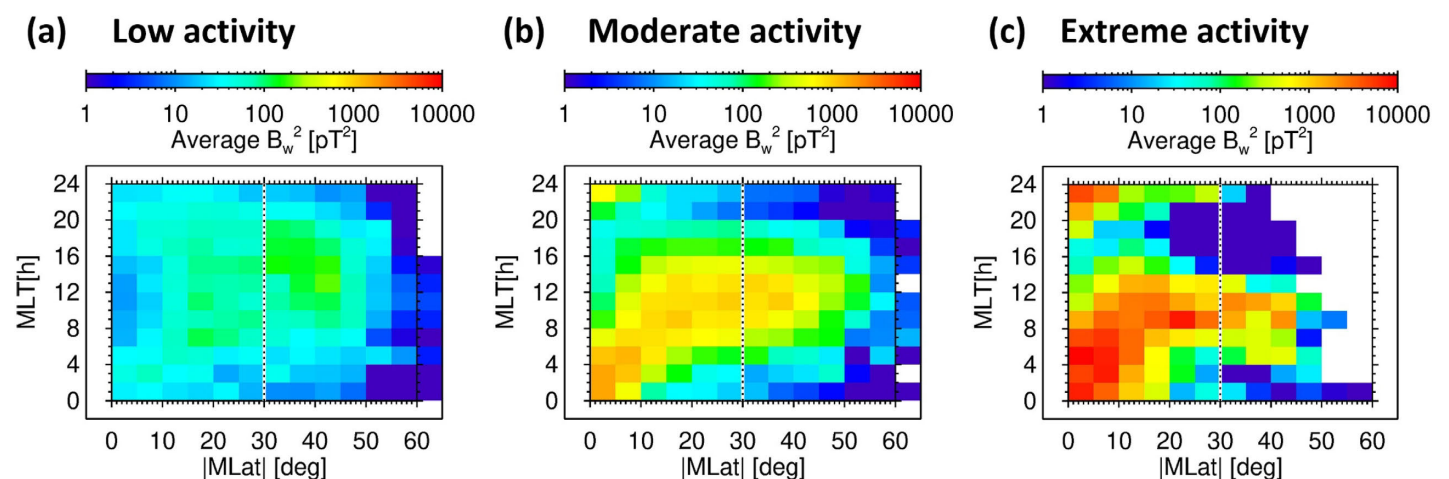 (a) Low activity
1 10 100 1000 10000
Average B_w^2 [pT^2]
24
20
16
12
8
4
0
MLT[h]
0 10 20 30 40 50 60
|MLat| [deg]
(b) Moderate activity
1 10 100 1000 10000
Average B_w^2 [pT^2]
24
20
16
12
8
4
0
MLT[h]
0 10 20 30 40 50 60
|MLat| [deg]
(c) Extreme activity
1 10 100 1000 10000
Average B_w^2 [pT^2]
24
20
16
12
8
4
0
MLT[h]
0 10 20 30 40 50 60
|MLat| [deg]